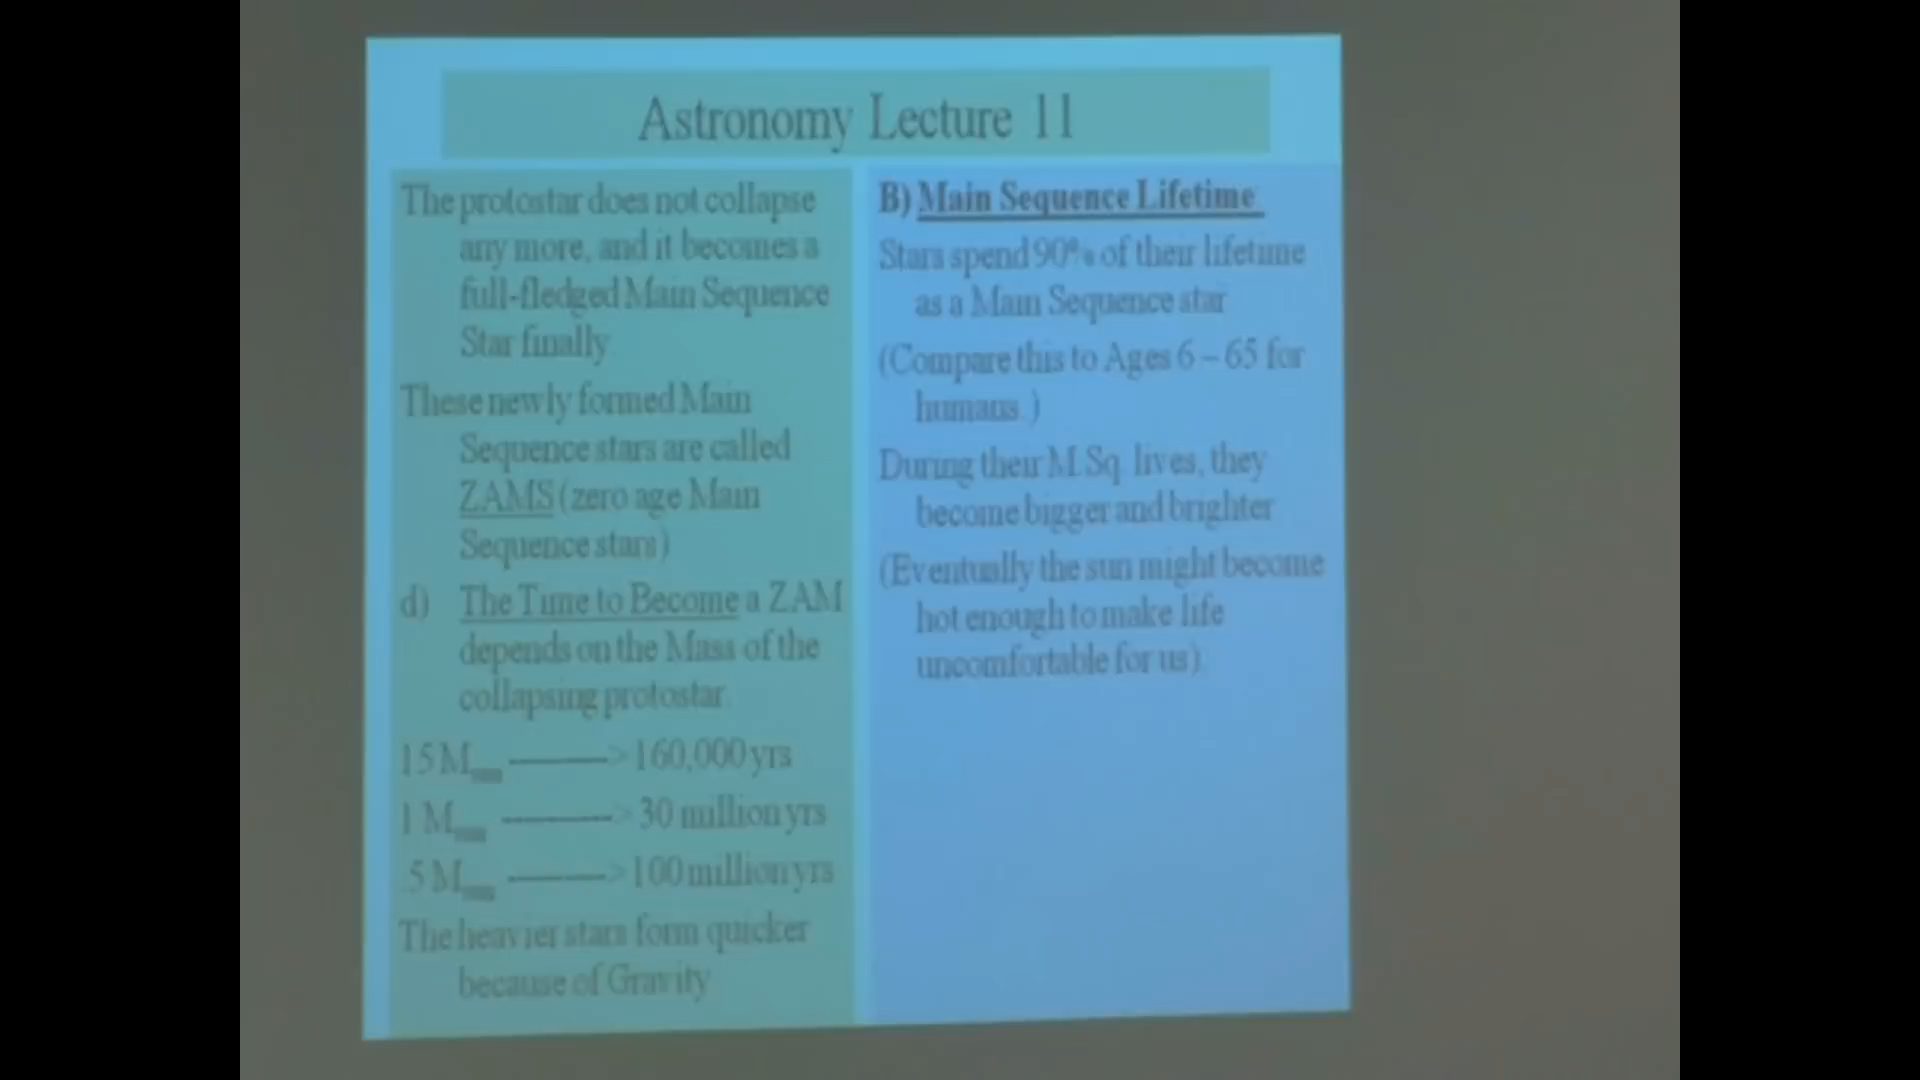 Astronomy Lecture 11
The protostar does not collapse
any more, and it becomes a
full-fledged Main Sequence
Star finally
These newly formed Main
Sequence stars are called
ZAMS (zero age Main
Sequence stars)
d) The Time to Become a ZAM
depends on the Mass of the
collapsing protostar.
15 M ———> 160,000 yrs
1 M ———> 30 million yrs
.5 M ———> 100 million yrs
The heavier stars form quicker
because of Gravity
B) Main Sequence Lifetime:
Stars spend 90% of their lifetime
as a Main Sequence star
(Compare this to Ages 6 – 65 for
humans.)
During their M.Sq. lives, they
become bigger and brighter
(Eventually the sun might become
hot enough to make life
uncomfortable for us).